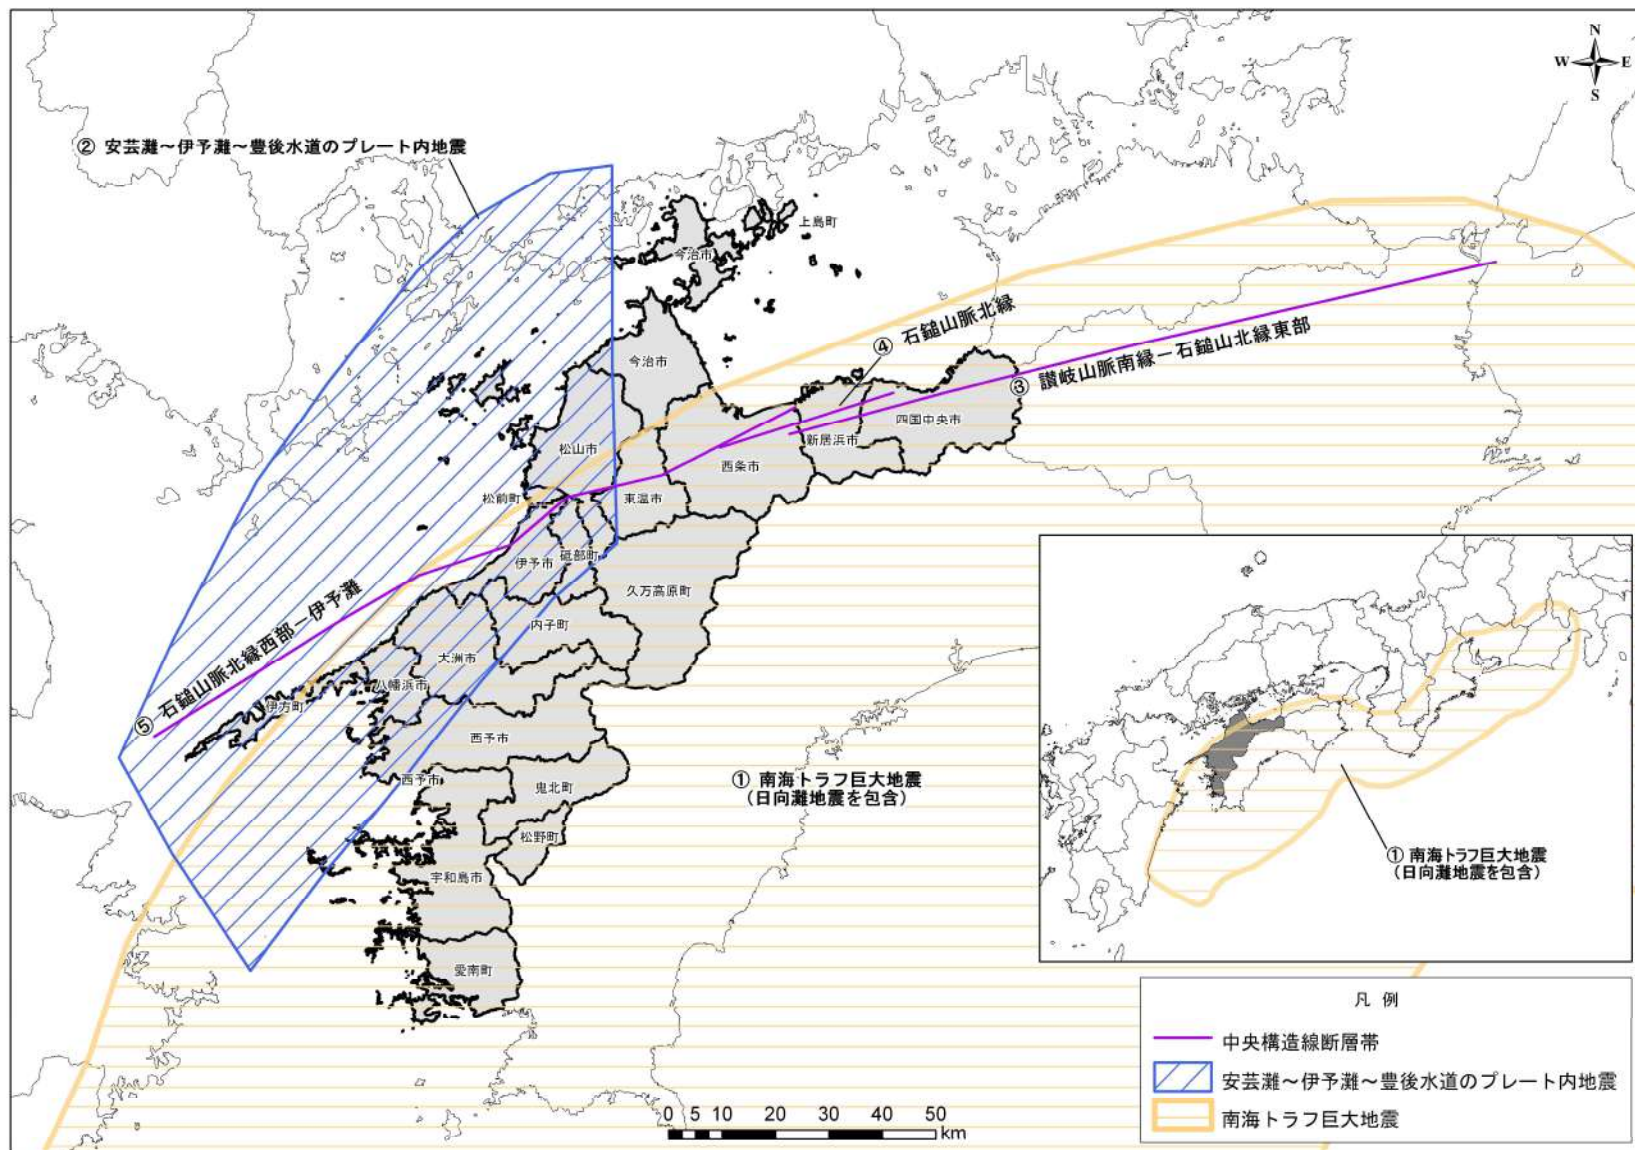 N
W E
S
② 安芸灘～伊予灘～豊後水道のプレート内地震
上島町
今治市
④ 石鎚山脈北縁
③ 讃岐山脈南縁－石鎚山北縁東部
今治市
四国中央市
新居浜市
松山市
西条市
松前町
東温市
伊予市
砥部町
久万高原町
⑤ 石鎚山脈北縁西部－伊予灘
内子町
大洲市
八幡浜市
伊方町
西予市
西予市
鬼北町
① 南海トラフ巨大地震
（日向灘地震を包含）
松野町
宇和島市
愛南町
① 南海トラフ巨大地震
（日向灘地震を包含）
凡 例
中央構造線断層帯
安芸灘～伊予灘～豊後水道のプレート内地震
南海トラフ巨大地震
0 5 10 20 30 40 50
km